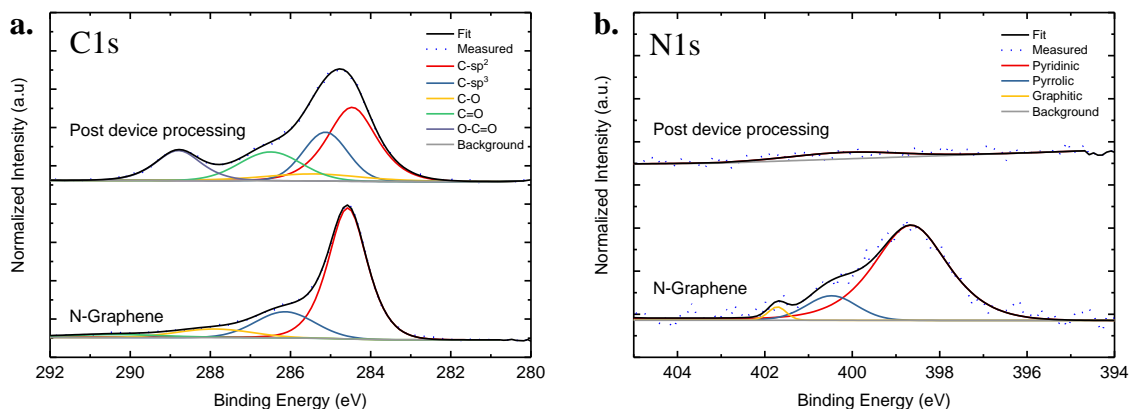 a.
C1s
Normalized Intensity (a.u)
Fit
Measured
C-sp²
C-sp³
C-O
C=O
O-C=O
Background
Post device processing
N-Graphene
292 290 288 286 284 282 280
Binding Energy (eV)
b.
N1s
Normalized Intensity (a.u.)
Fit
Measured
Pyridinic
Pyrrolic
Graphitic
Background
Post device processing
N-Graphene
404 402 400 398 396 394
Binding Energy (eV)